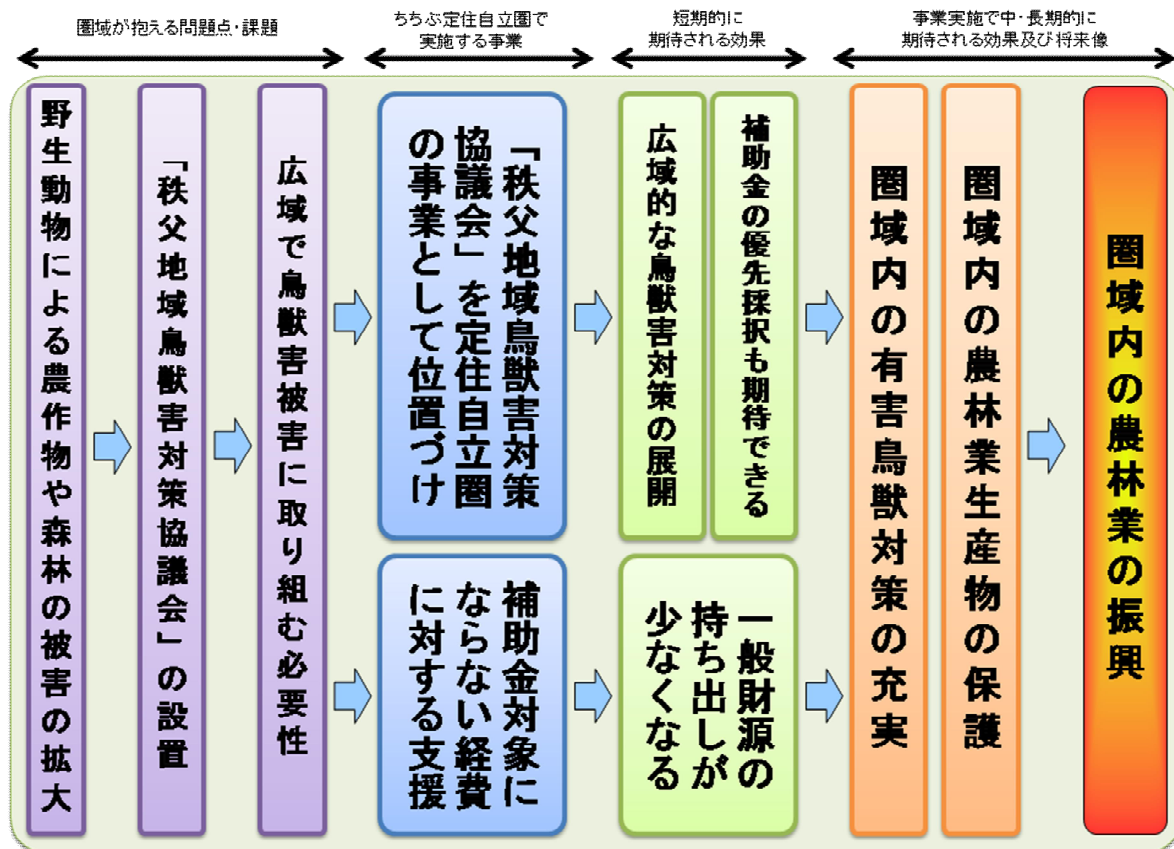 圏域が抱える問題点・課題
ちちぶ定住自立圏で
実施する事業
短期的に
期待される効果
事業実施で中・長期的に
期待される効果及び将来像
野生動物による農作物や森林の被害の拡大
「秩父地域鳥獣害対策協議会」の設置
広域で鳥獣害被害に取り組む必要性
「秩父地域鳥獣害対策
協議会」を定住自立圏
の事業として位置づけ
補助金対象に
ならない経費
に対する支援
広域的な鳥獣害対策の展開
補助金の優先採択も期待できる
一般財源の
持ち出しが
少なくなる
圏域内の有害鳥獣対策の充実
圏域内の農林業生産物の保護
圏域内の農林業の振興